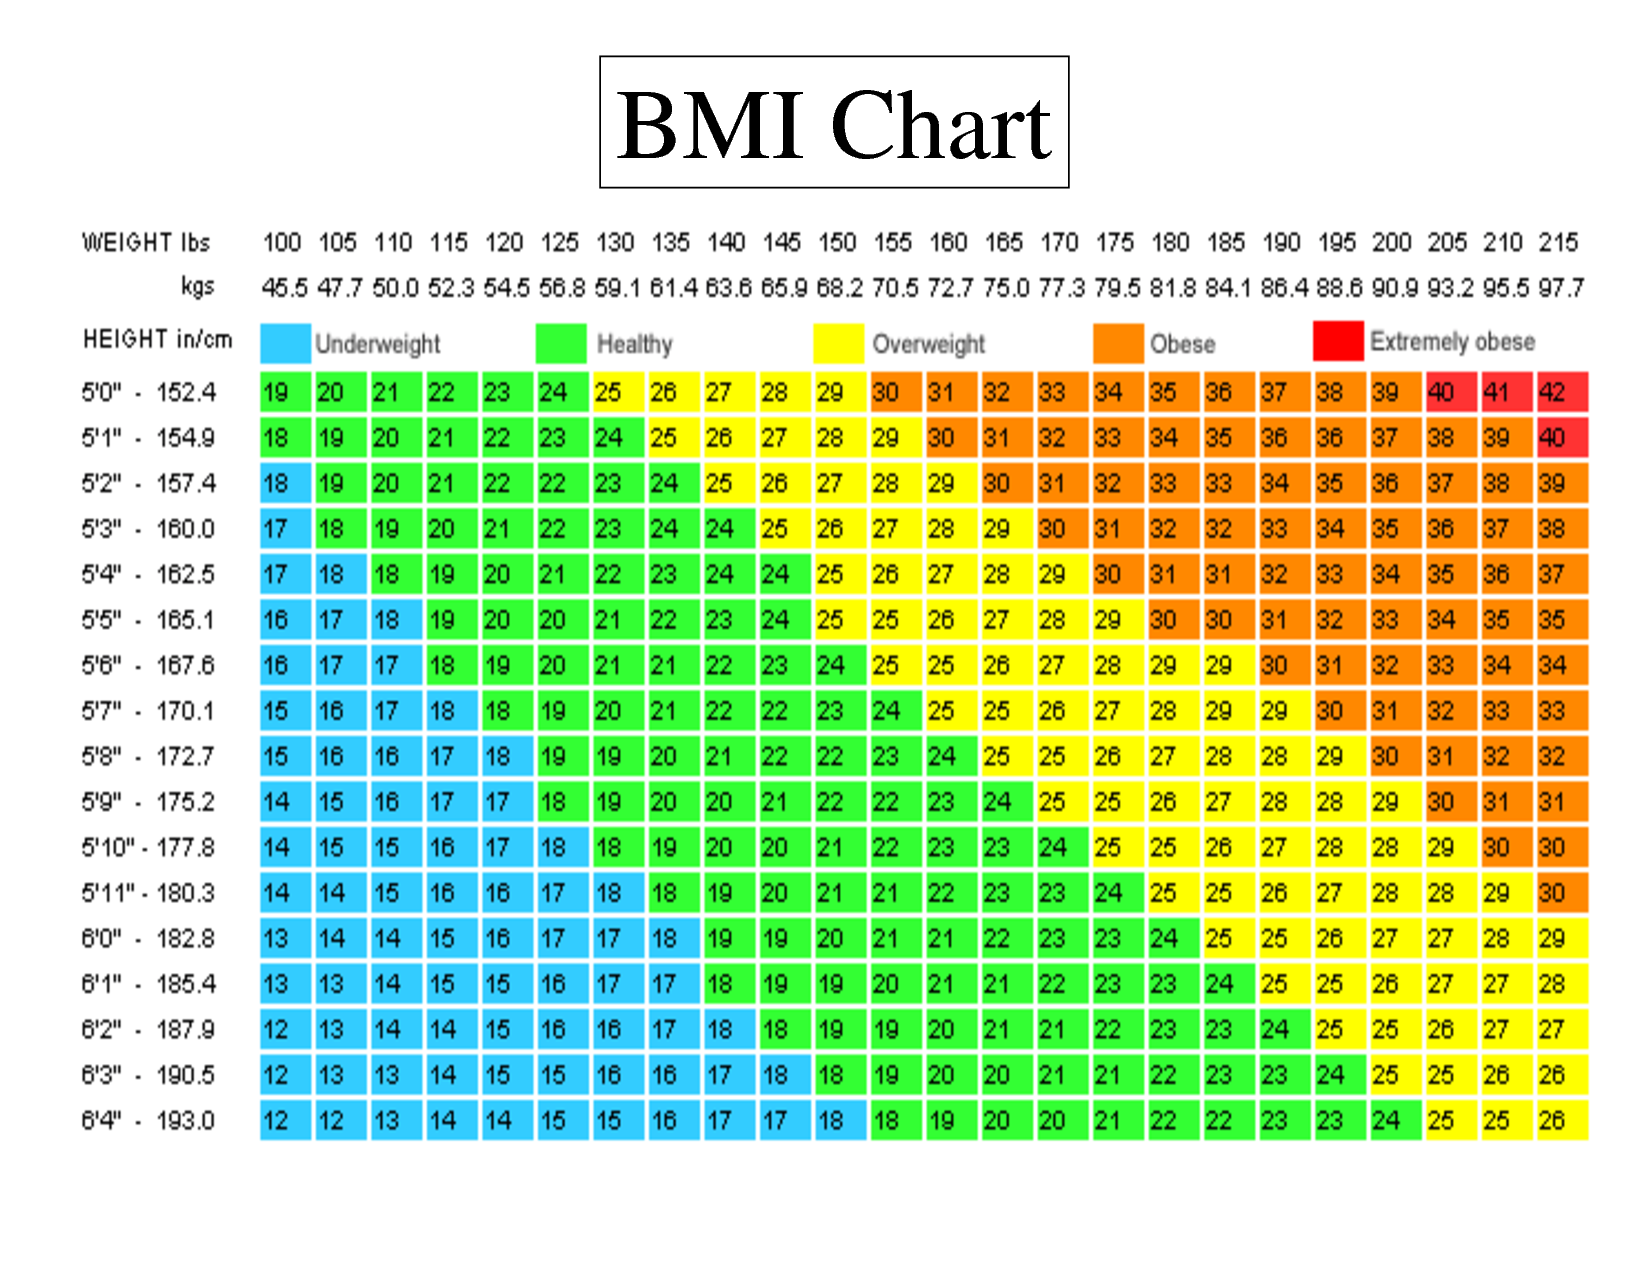 BMI Chart
WEIGHT lbs 100 105 110 115 120 125 130 135 140 145 150 155 160 165 170 175 180 185 190 195 200 205 210 215
kgs 45.5 47.7 50.0 52.3 54.5 56.8 59.1 61.4 63.6 65.9 68.2 70.5 72.7 75.0 77.3 79.5 81.8 84.1 86.4 88.6 90.9 93.2 95.5 97.7
HEIGHT in/cm Underweight Healthy Overweight Obese Extremely obese
5'0" - 152.4 19 20 21 22 23 24 25 26 27 28 29 30 31 32 33 34 35 36 37 38 39 40 41 42
5'1" - 154.9 18 19 20 21 22 23 24 25 26 27 28 29 30 31 32 33 34 35 36 36 37 38 39 40
5'2" - 157.4 18 19 20 21 22 22 23 24 25 26 27 28 29 30 31 32 33 33 34 35 36 37 38 39
5'3" - 160.0 17 18 19 20 21 22 23 24 24 25 26 27 28 29 30 31 32 32 33 34 35 36 37 38
5'4" - 162.5 17 18 18 19 20 21 22 23 24 24 25 26 27 28 29 30 31 31 32 33 34 35 36 37
5'5" - 165.1 16 17 18 19 20 20 21 22 23 24 25 25 26 27 28 29 30 30 31 32 33 34 35 35
5'6" - 167.6 16 17 17 18 19 20 21 21 22 23 24 25 25 26 27 28 29 29 30 31 32 33 34 34
5'7" - 170.1 15 16 17 18 18 19 20 21 22 22 23 24 25 25 26 27 28 29 29 30 31 32 33 33
5'8" - 172.7 15 16 16 17 18 19 19 20 21 22 22 23 24 25 25 26 27 28 28 29 30 31 32 32
5'9" - 175.2 14 15 16 17 17 18 19 20 20 21 22 22 23 24 25 25 26 27 28 28 29 30 31 31
5'10" - 177.8 14 15 15 16 17 18 18 19 20 20 21 22 23 23 24 25 25 26 27 28 28 29 30 30
5'11" - 180.3 14 14 15 16 16 17 18 18 19 20 21 21 22 23 23 24 25 25 26 27 28 28 29 30
6'0" - 182.8 13 14 14 15 16 17 17 18 19 19 20 21 21 22 23 23 24 25 25 26 27 27 28 29
6'1" - 185.4 13 13 14 15 15 16 17 17 18 19 19 20 21 21 22 23 23 24 25 25 26 27 27 28
6'2" - 187.9 12 13 14 14 15 16 16 17 18 18 19 19 20 21 21 22 23 23 24 25 25 26 27 27
6'3" - 190.5 12 13 13 14 15 15 16 16 17 18 18 19 20 20 21 21 22 23 23 24 25 25 26 26
6'4" - 193.0 12 12 13 14 14 15 15 16 17 17 18 18 19 20 20 21 22 22 23 23 24 25 25 26